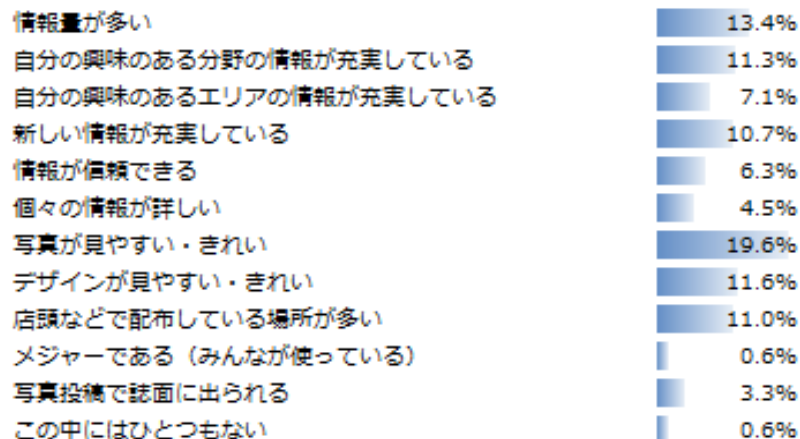 情報量が多い 13.4%
自分の興味のある分野の情報が充実している 11.3%
自分の興味のあるエリアの情報が充実している 7.1%
新しい情報が充実している 10.7%
情報が信頼できる 6.3%
個々の情報が詳しい 4.5%
写真が見やすい・きれい 19.6%
デザインが見やすい・きれい 11.6%
店頭などで配布している場所が多い 11.0%
メジャーである（みんなが使っている） 0.6%
写真投稿で誌面に出られる 3.3%
この中にはひとつもない 0.6%